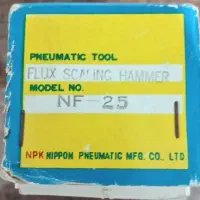 PNEUMATIC TOOL
FLUX SCALING HAMMER
MODEL NO.
NF-25
NPK NIPPON PNEUMATIC MFG. CO., LTD